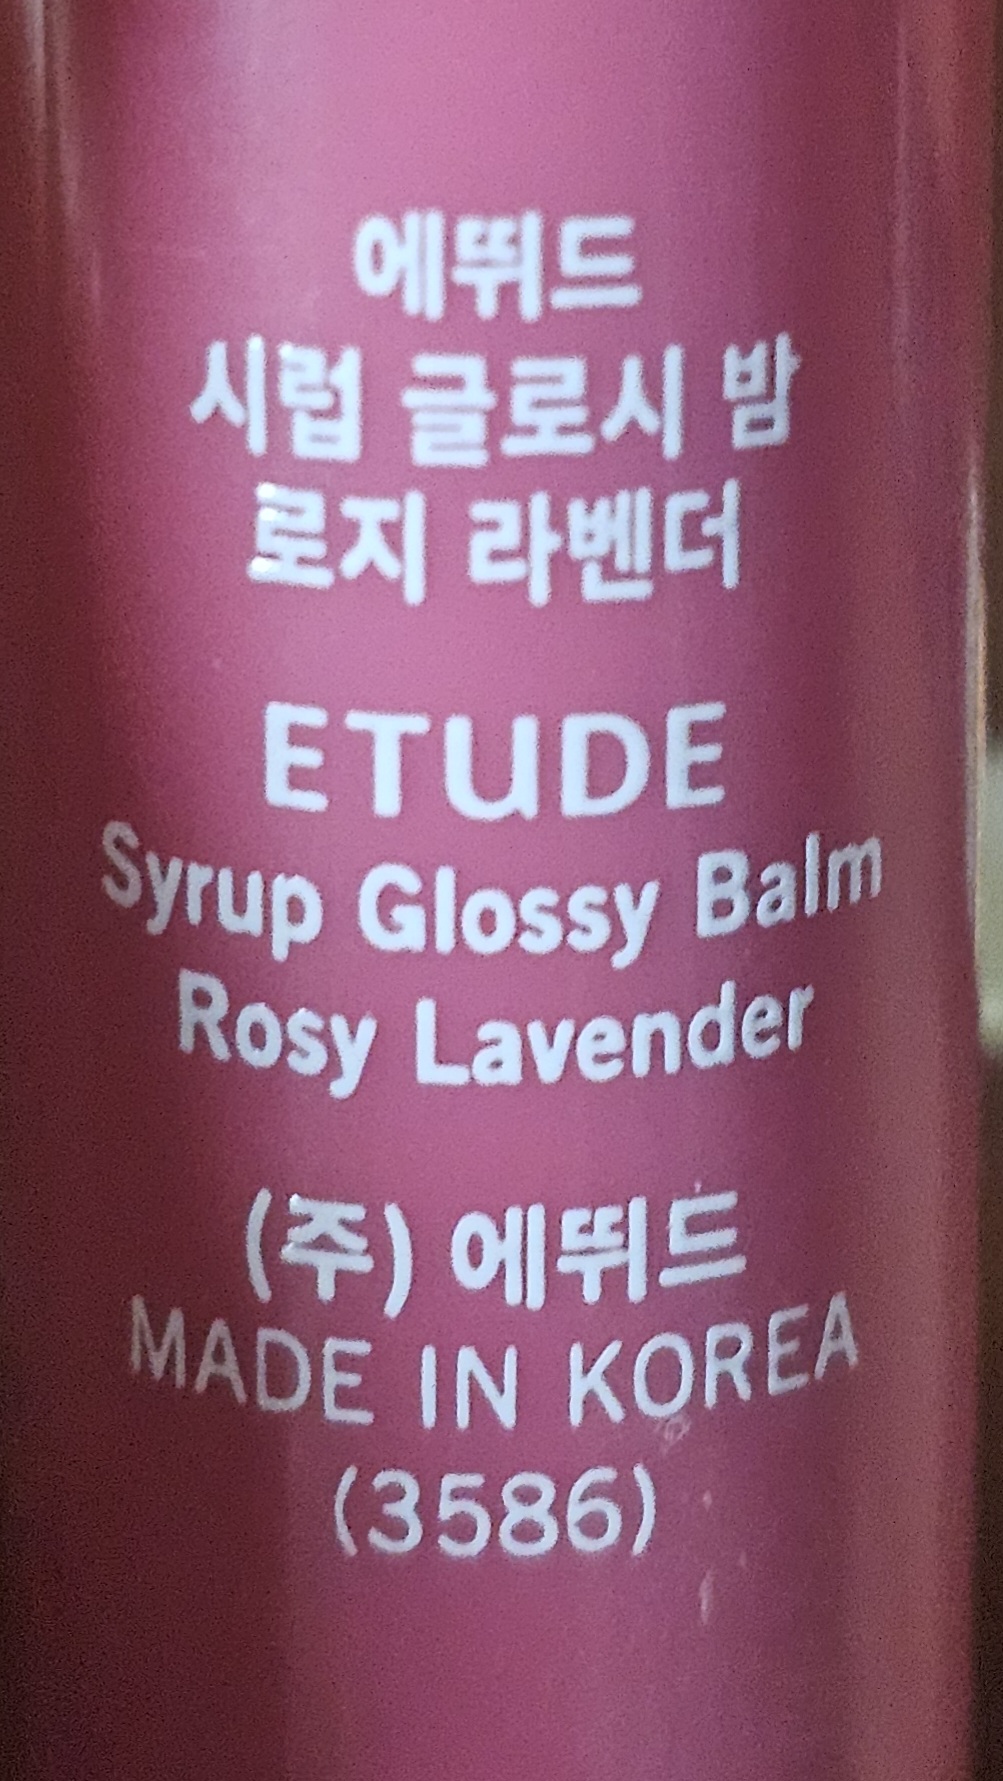 에뛰드
시럽 글로시 밤
로지 라벤더
ETUDE
Syrup Glossy Balm
Rosy Lavender
(주) 에뛰드
MADE IN KOREA
(3586)